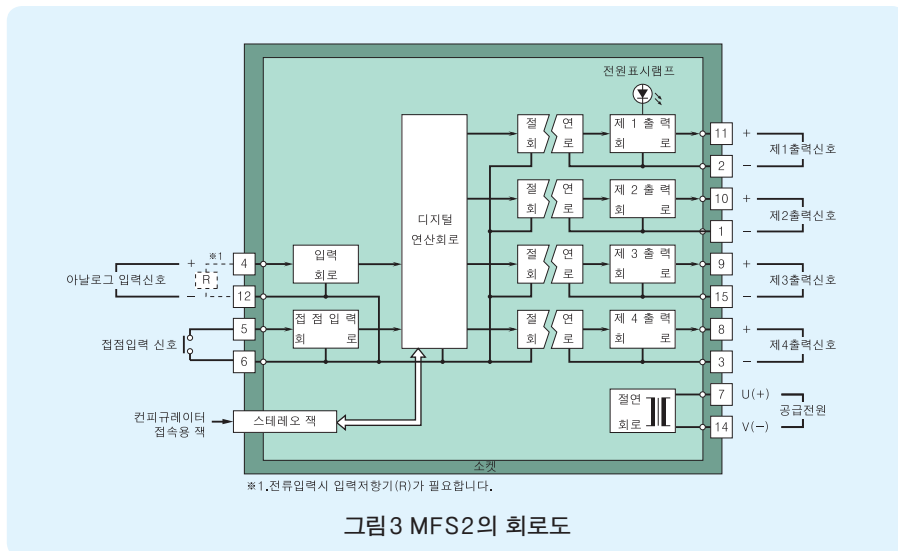 전원표시램프
절 연
회 로
제 1 출 력
회 로
11 +
제1출력신호
2 −
절 연
회 로
제 2 출 력
회 로
10 +
제2출력신호
1 −
디지털
연산회로
※1
+ 4
아날로그 입력신호
R
− 12
입력
회로
절 연
회 로
제 3 출 력
회 로
9 +
제3출력신호
15 −
5
접점입력 신호
6
접 점 입 력
회 로
절 연
회 로
제 4 출 력
회 로
8 +
제4출력신호
3 −
절연
회로
7 U(+)
공급전원
14 V(−)
컨피규레이터
접속용 잭
스테레오 잭
소켓
※1.전류입력시 입력저항기(R)가 필요합니다.
그림3 MFS2의 회로도